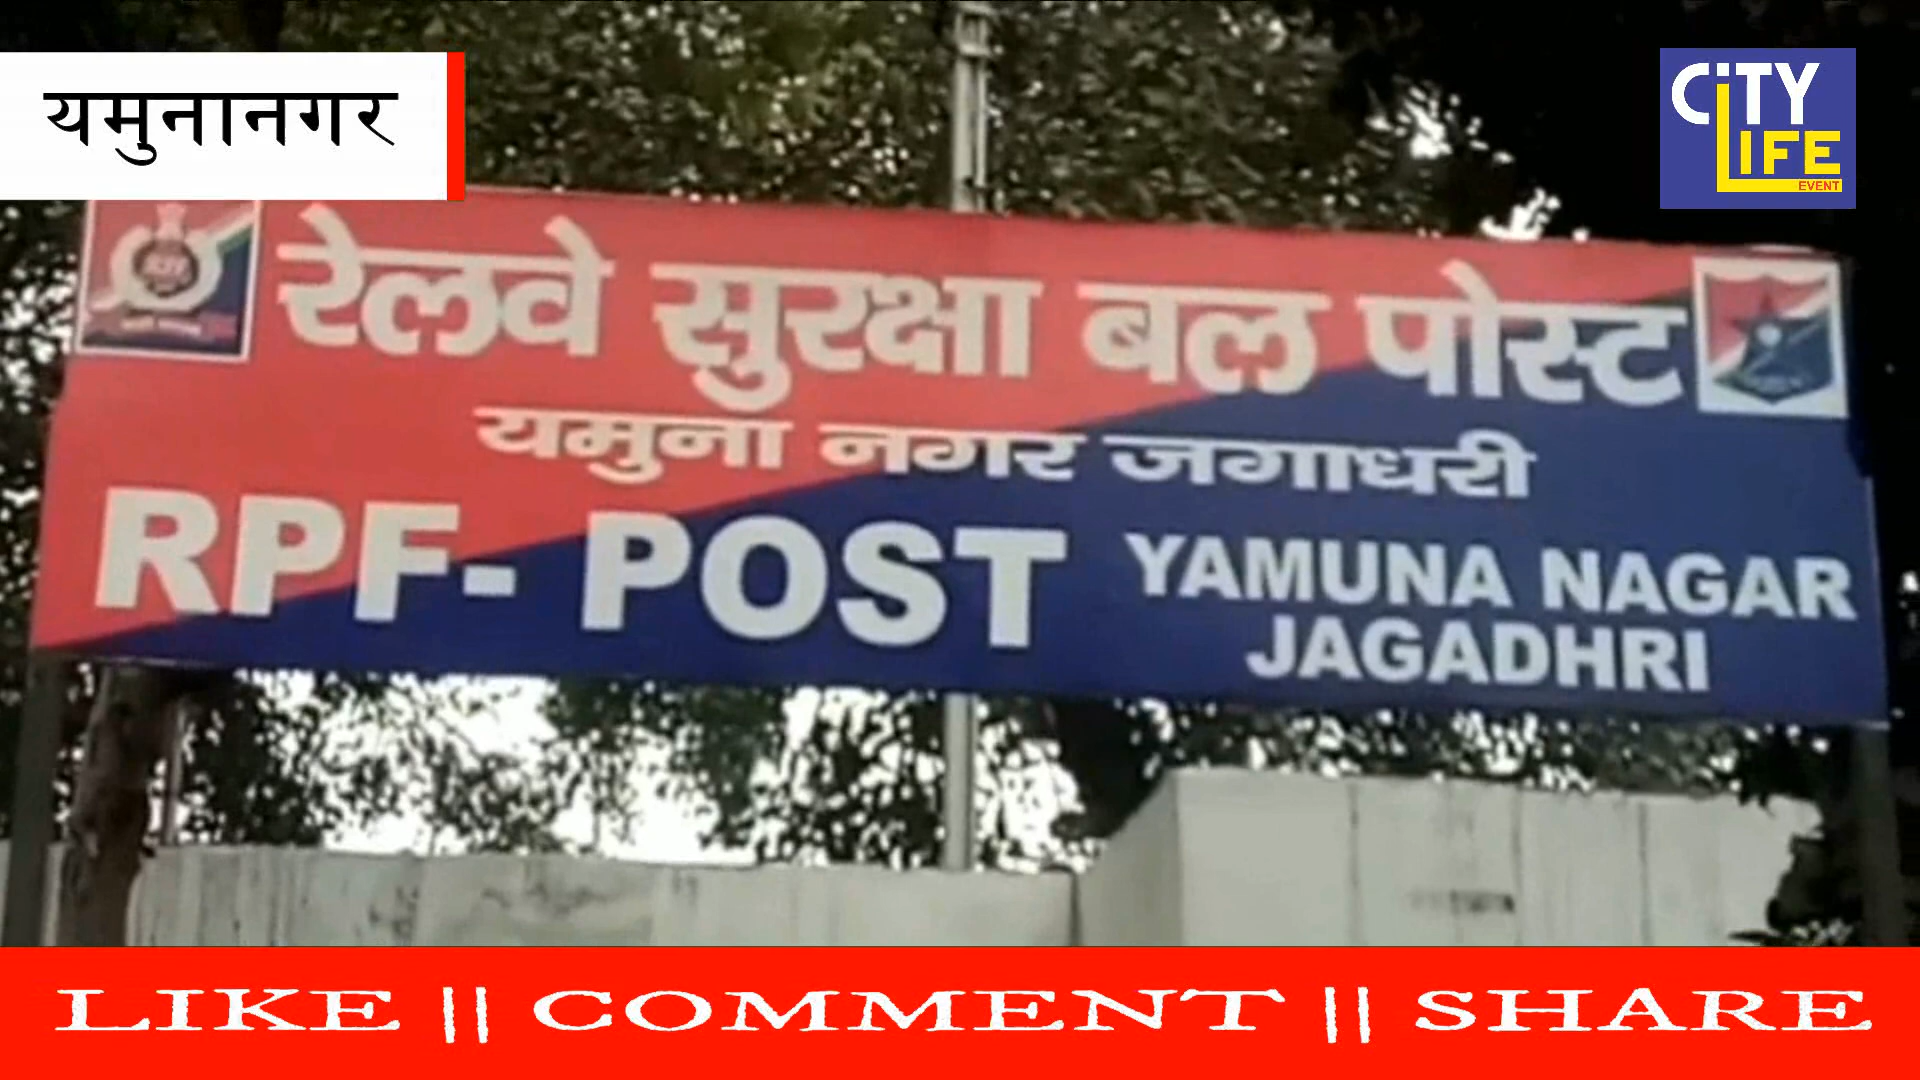 यमुनानगर
CiTY
LIFE
EVENT
रेलवे सुरक्षा बल पोस्ट
यमुना नगर जगाधरी
RPF- POST YAMUNA NAGAR
JAGADHRI
LIKE || COMMENT || SHARE